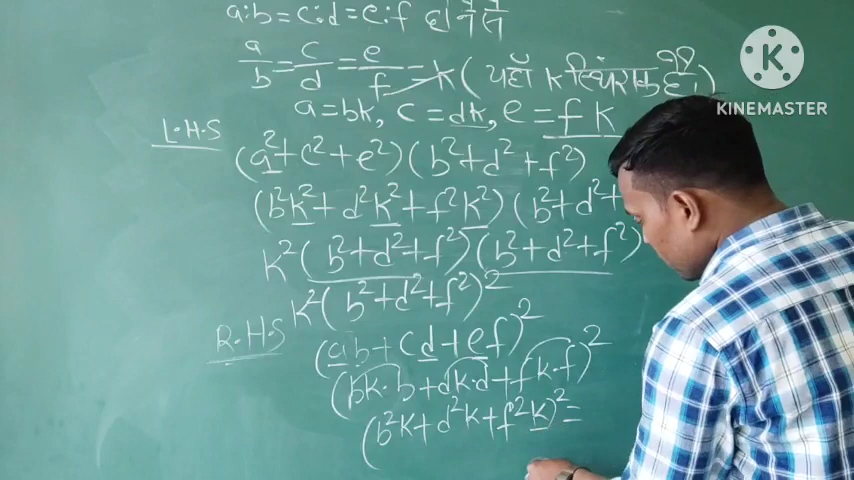 a:b = c:d = e:f हो तो
a/b = c/d = e/f = k ( यहाँ k स्थिरांक है। )
a = bk, c = dk, e = fk
L.H.S
(a²+c²+e²)(b²+d²+f²)
(b²k²+d²k²+f²k²)(b²+d²+
k²(b²+d²+f²)(b²+d²+f²)
k²(b²+d²+f²)²
R.H.S
(ab+cd+ef)²
(bk·b+dk·d+fk·f)²
(b²k+d²k+f²k)²=
K
KINEMASTER